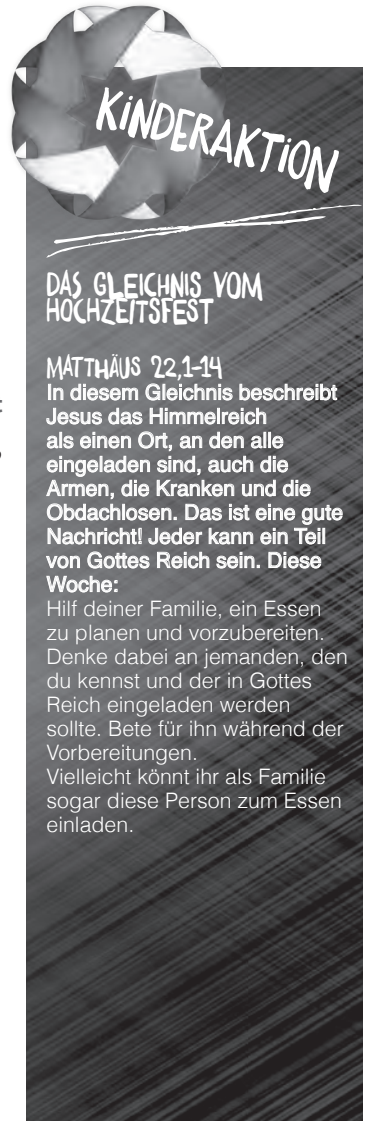 KiNDERAKTiON
DAS GLEICHNIS VOM
HOCHZEITSFEST
MATTHÄUS 22,1-14
In diesem Gleichnis beschreibt
Jesus das Himmelreich
als einen Ort, an den alle
eingeladen sind, auch die
Armen, die Kranken und die
Obdachlosen. Das ist eine gute
Nachricht! Jeder kann ein Teil
von Gottes Reich sein. Diese
Woche:
Hilf deiner Familie, ein Essen
zu planen und vorzubereiten.
Denke dabei an jemanden, den
du kennst und der in Gottes
Reich eingeladen werden
sollte. Bete für ihn während der
Vorbereitungen.
Vielleicht könnt ihr als Familie
sogar diese Person zum Essen
einladen.